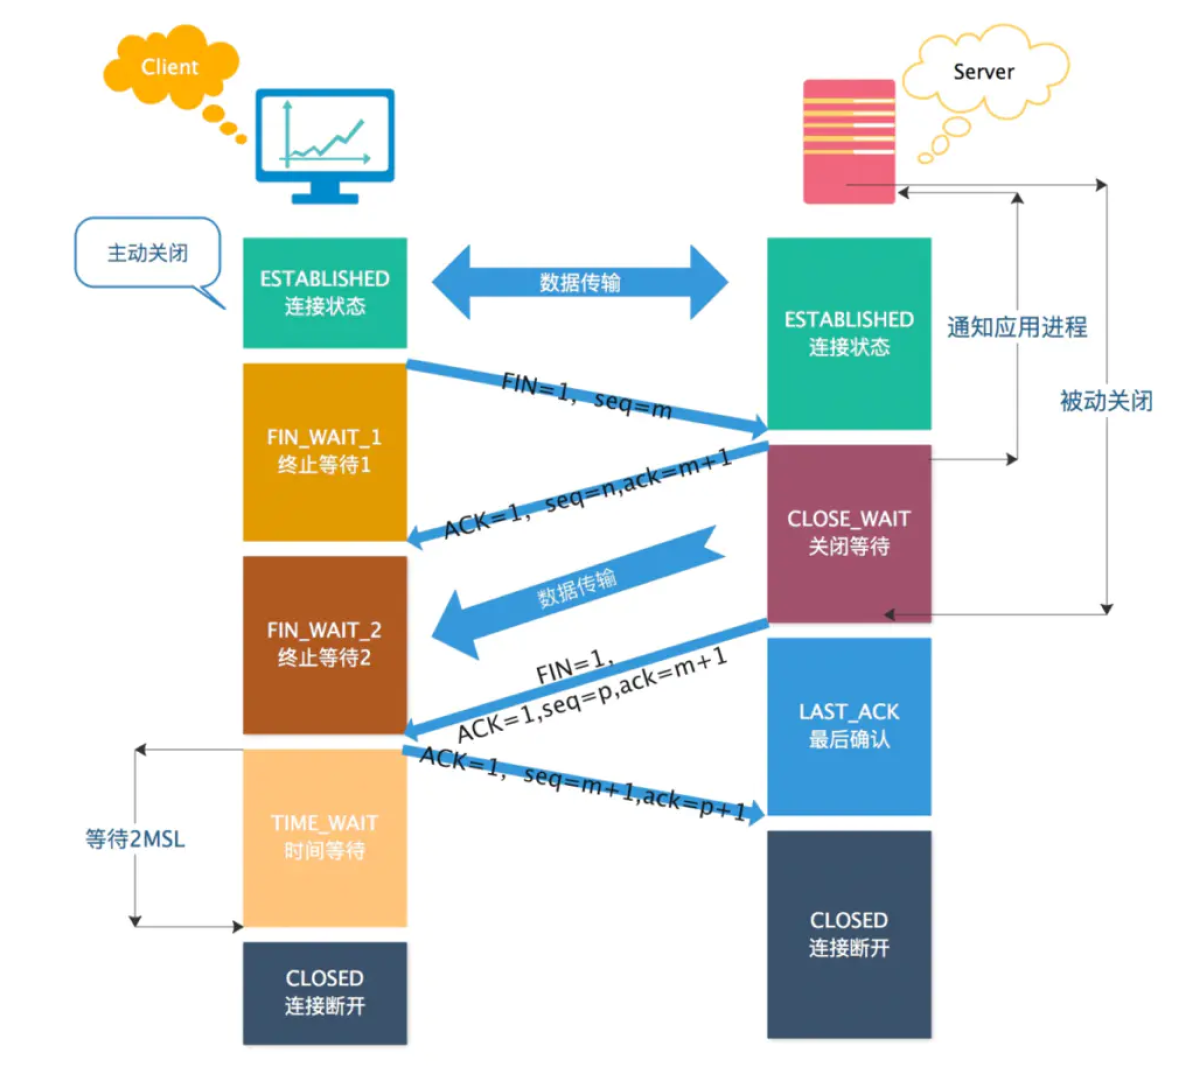 Client
Server
主动关闭
ESTABLISHED
连接状态
数据传输
ESTABLISHED
连接状态
通知应用进程
被动关闭
FIN=1, seq=m
FIN_WAIT_1
终止等待1
ACK=1, seq=n,ack=m+1
CLOSE_WAIT
关闭等待
数据传输
FIN_WAIT_2
终止等待2
FIN=1,
ACK=1,seq=p,ack=m+1
LAST_ACK
最后确认
ACK=1, seq=m+1,ack=p+1
等待2MSL
TIME_WAIT
时间等待
CLOSED
连接断开
CLOSED
连接断开